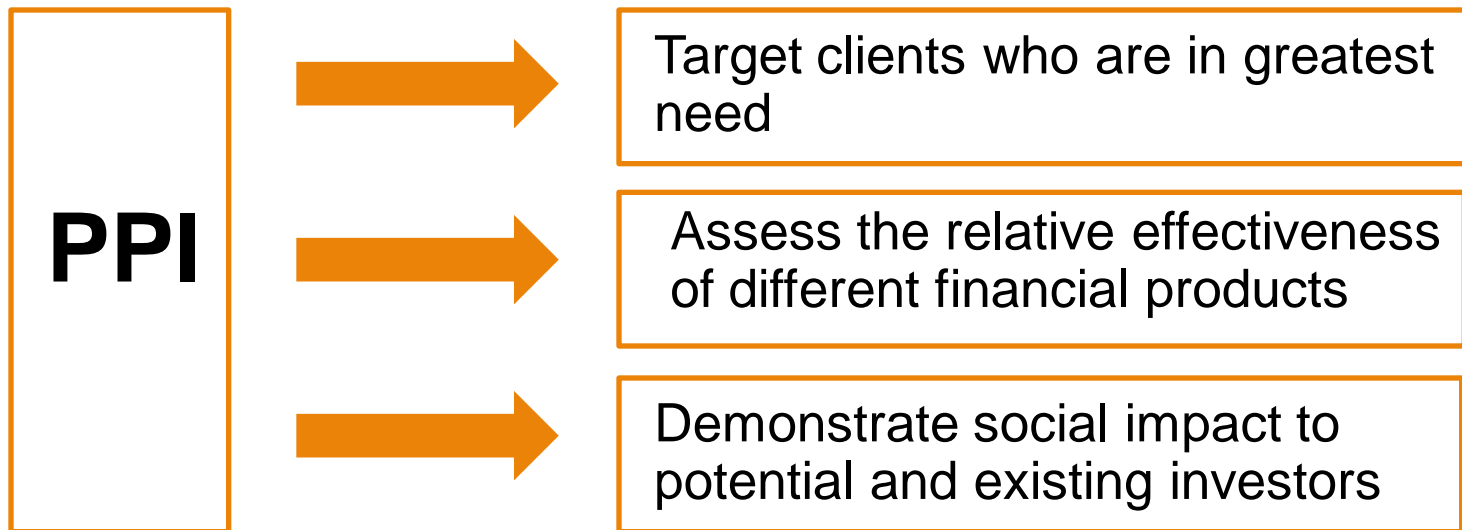 PPI
Target clients who are in greatest
need
Assess the relative effectiveness
of different financial products
Demonstrate social impact to
potential and existing investors